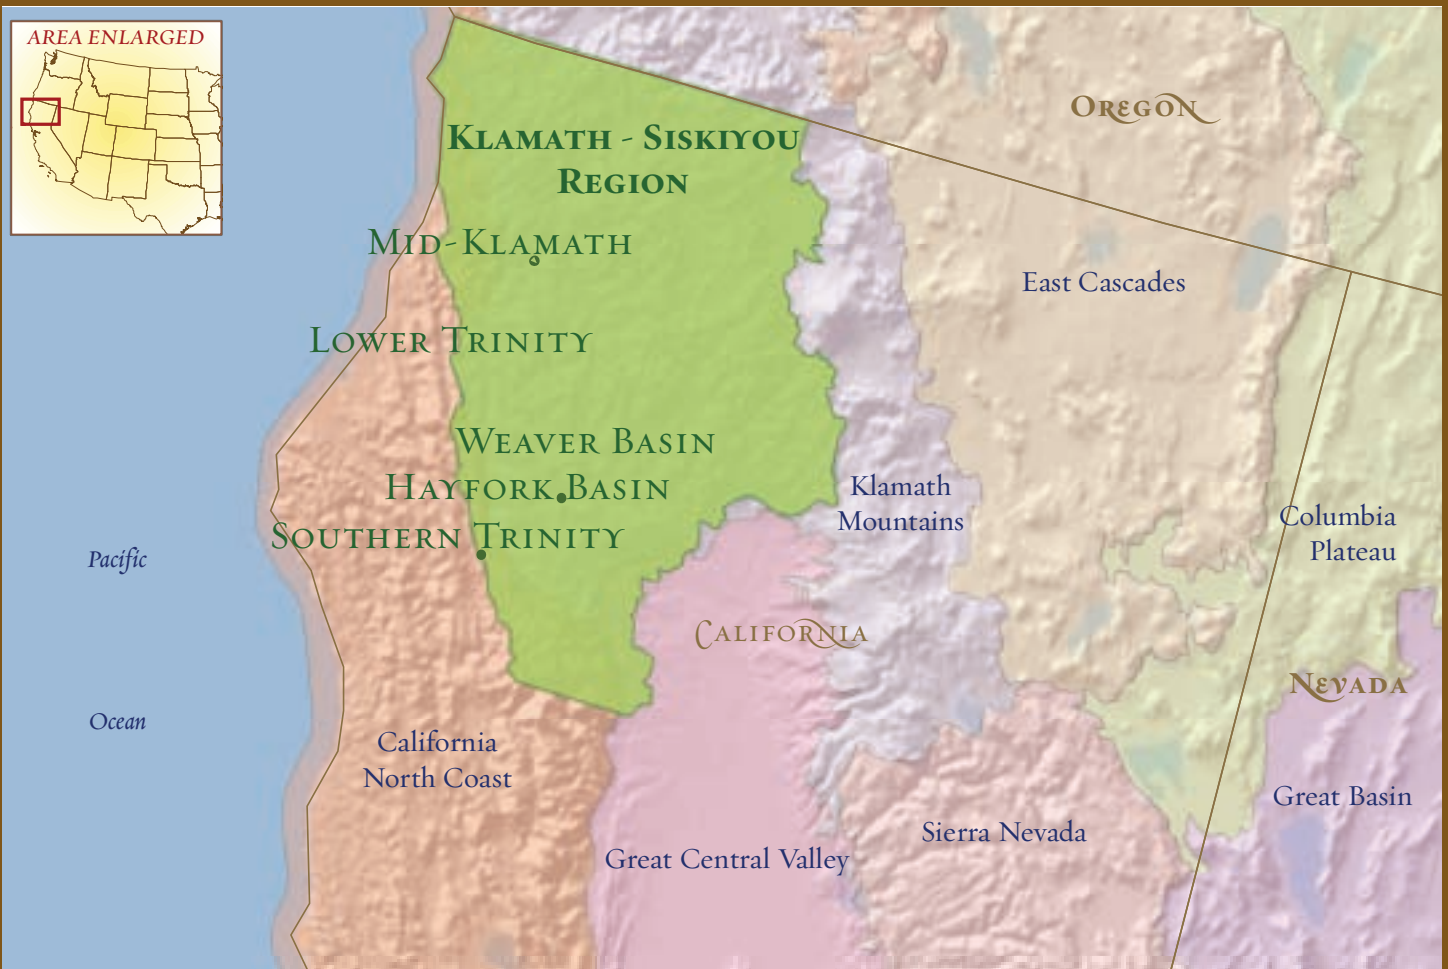 AREA ENLARGED
OREGON
KLAMATH - SISKIYOU
REGION
MID-KLAMATH
East Cascades
LOWER TRINITY
WEAVER BASIN
HAYFORK BASIN
Klamath
Mountains
SOUTHERN TRINITY
Columbia
Plateau
Pacific
CALIFORNIA
NEVADA
Ocean
California
North Coast
Great Basin
Sierra Nevada
Great Central Valley